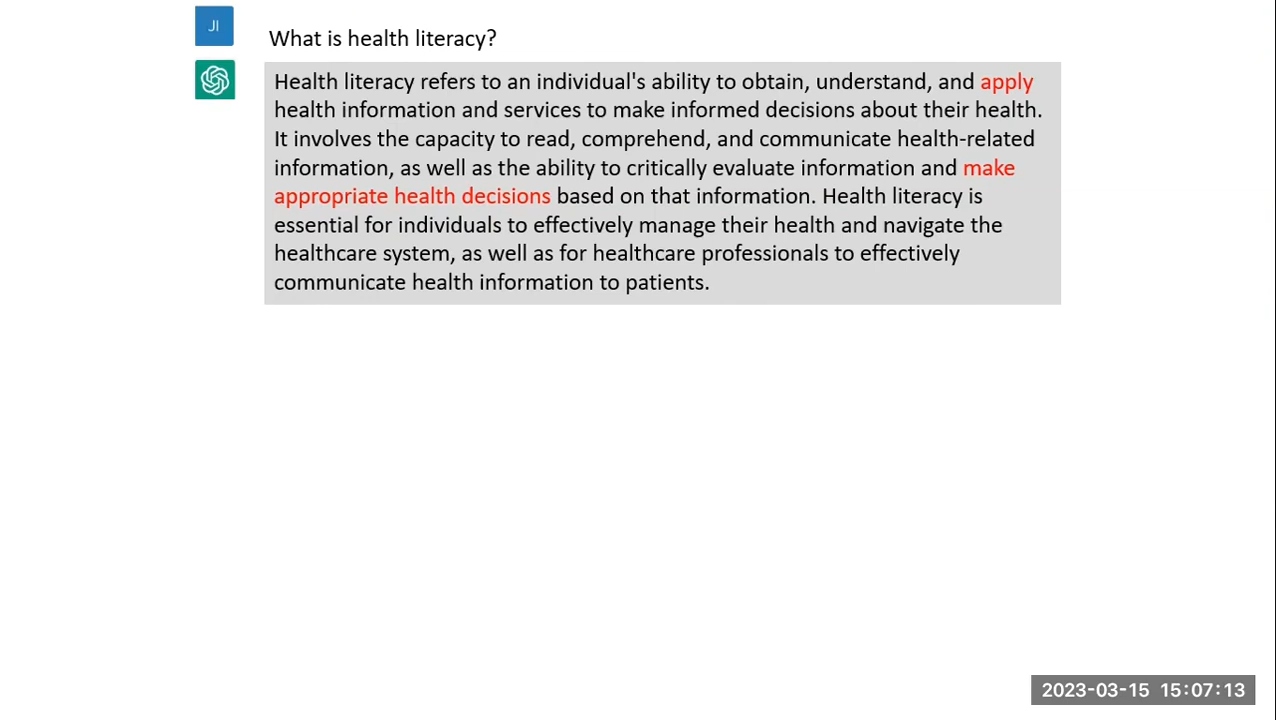 JI
What is health literacy?
Health literacy refers to an individual's ability to obtain, understand, and apply
health information and services to make informed decisions about their health.
It involves the capacity to read, comprehend, and communicate health-related
information, as well as the ability to critically evaluate information and make
appropriate health decisions based on that information. Health literacy is
essential for individuals to effectively manage their health and navigate the
healthcare system, as well as for healthcare professionals to effectively
communicate health information to patients.
2023-03-15 15:07:13